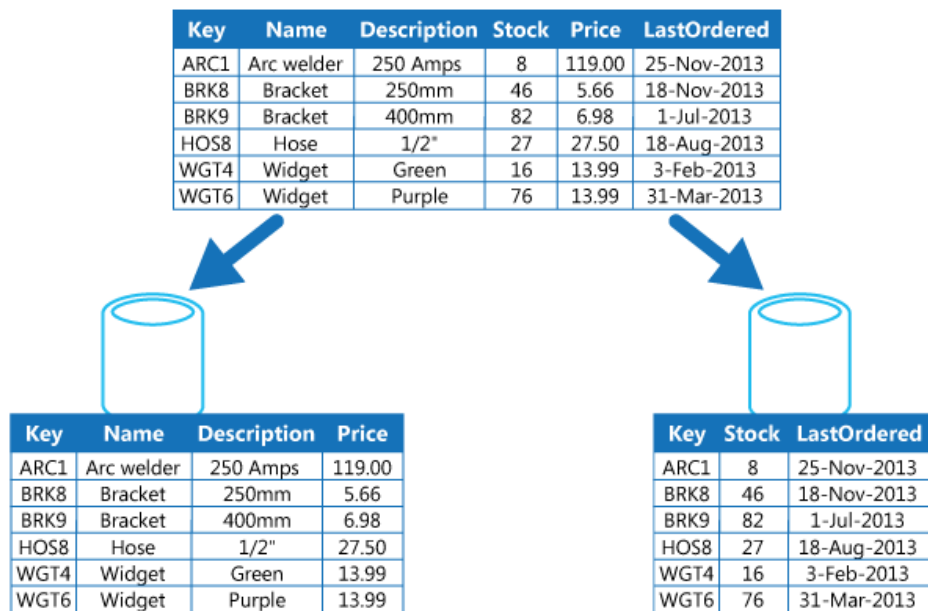 Key Name Description Stock Price LastOrdered
ARC1 Arc welder 250 Amps 8 119.00 25-Nov-2013
BRK8 Bracket 250mm 46 5.66 18-Nov-2013
BRK9 Bracket 400mm 82 6.98 1-Jul-2013
HOS8 Hose 1/2" 27 27.50 18-Aug-2013
WGT4 Widget Green 16 13.99 3-Feb-2013
WGT6 Widget Purple 76 13.99 31-Mar-2013
Key Name Description Price
ARC1 Arc welder 250 Amps 119.00
BRK8 Bracket 250mm 5.66
BRK9 Bracket 400mm 6.98
HOS8 Hose 1/2" 27.50
WGT4 Widget Green 13.99
WGT6 Widget Purple 13.99
Key Stock LastOrdered
ARC1 8 25-Nov-2013
BRK8 46 18-Nov-2013
BRK9 82 1-Jul-2013
HOS8 27 18-Aug-2013
WGT4 16 3-Feb-2013
WGT6 76 31-Mar-2013